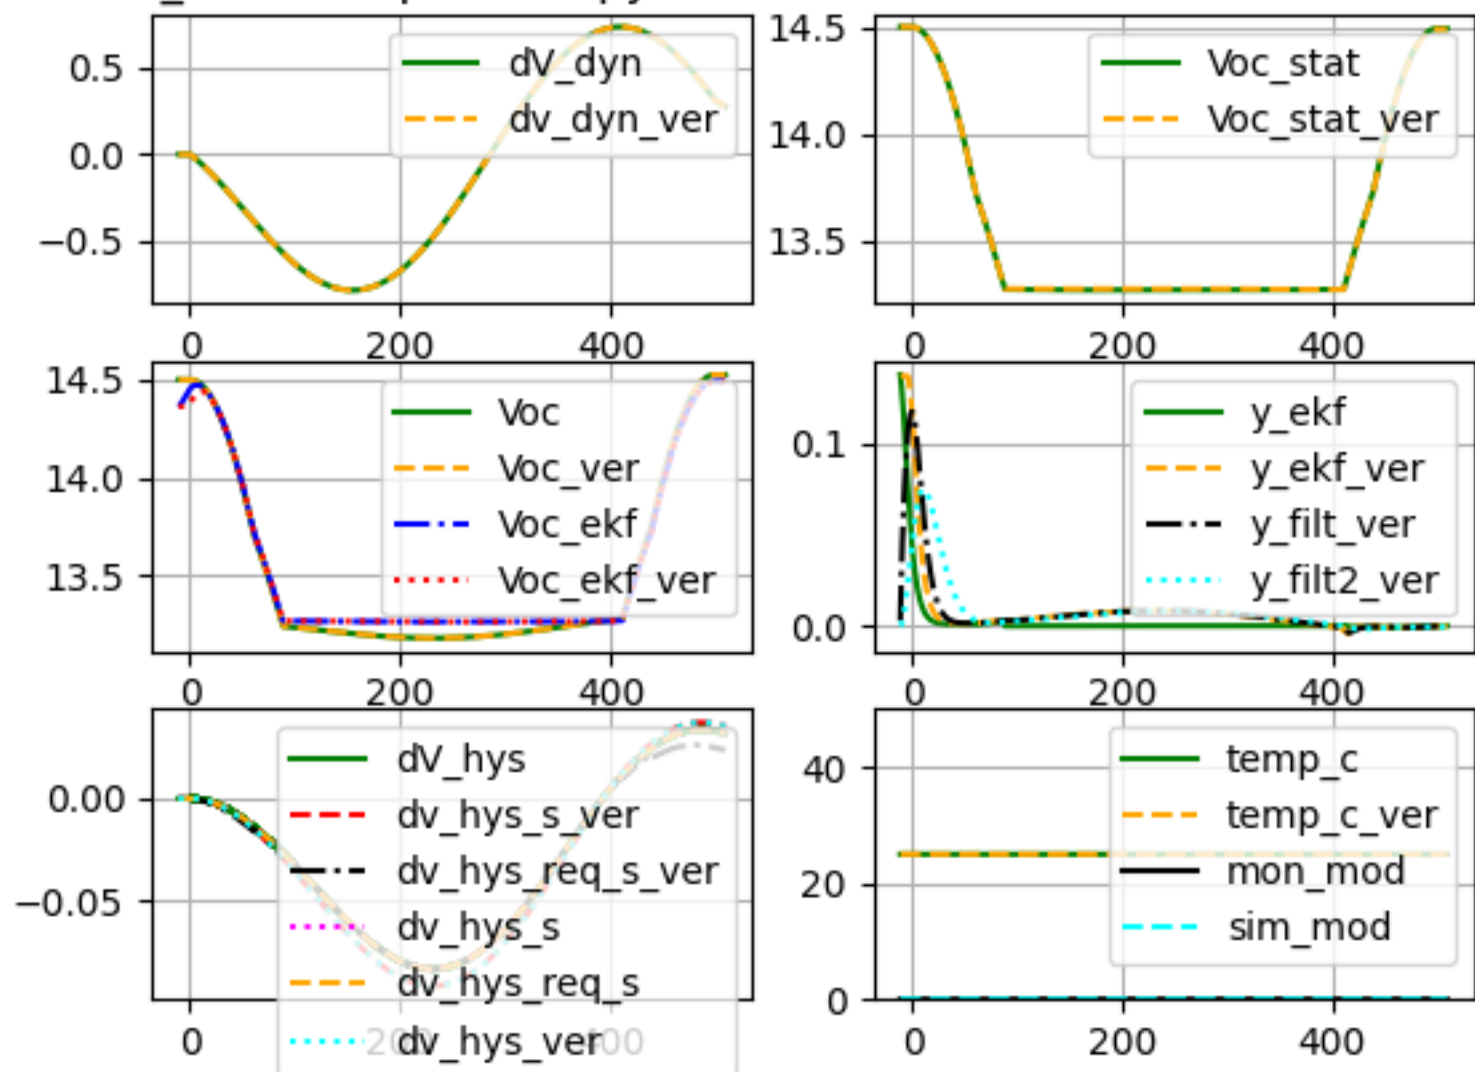 0.5
0.0
−0.5
dV_dyn
dv_dyn_ver
0 200 400
14.5
14.0
13.5
Voc_stat
Voc_stat_ver
0 200 400
14.5
14.0
13.5
Voc
Voc_ver
Voc_ekf
Voc_ekf_ver
0 200 400
0.1
0.0
y_ekf
y_ekf_ver
y_filt_ver
y_filt2_ver
0 200 400
0.00
−0.05
dV_hys
dv_hys_s_ver
dv_hys_req_s_ver
dv_hys_s
dv_hys_req_s
dv_hys_ver
0 200 400
40
20
0
temp_c
temp_c_ver
mon_mod
sim_mod
0 200 400